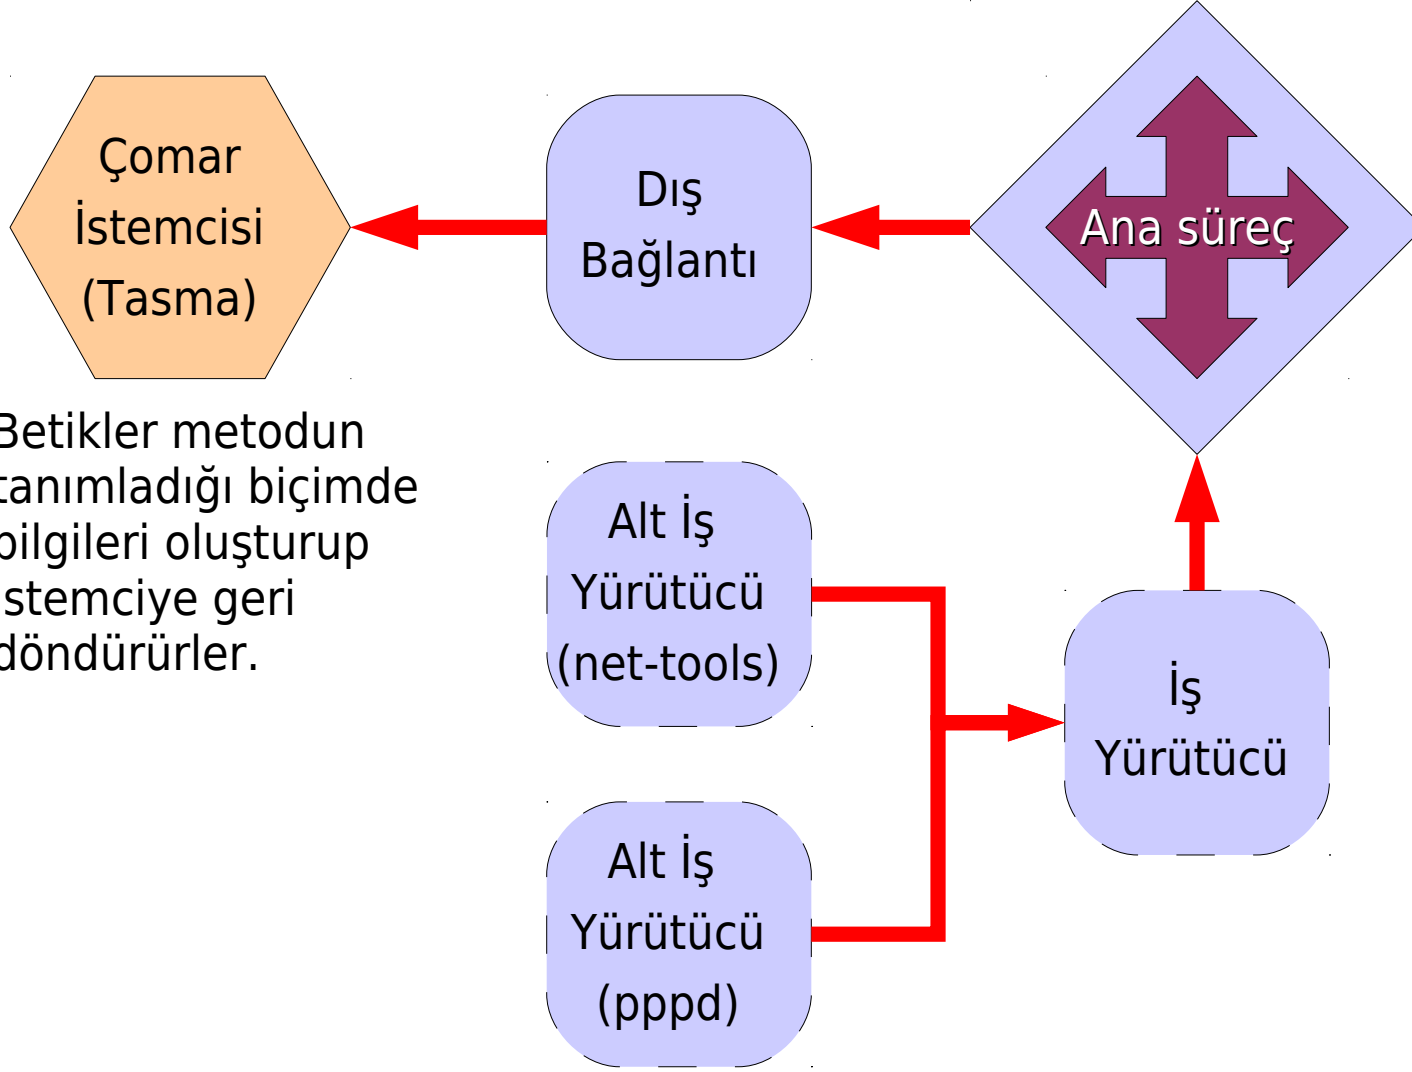 Çomar
İstemcisi
(Tasma)
Dış
Bağlantı
Ana süreç
Betikler metodun
tanımladığı biçimde
bilgileri oluşturup
istemciye geri
döndürürler.
Alt İş
Yürütücü
(net-tools)
İş
Yürütücü
Alt İş
Yürütücü
(pppd)